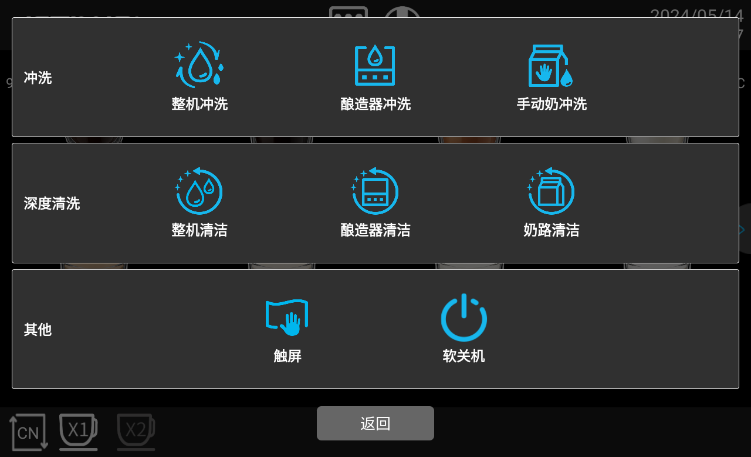 2024/05/14
冲洗
整机冲洗
酿造器冲洗
手动奶冲洗
深度清洗
整机清洁
酿造器清洁
奶路清洁
其他
触屏
软关机
返回
CN
X1
X2